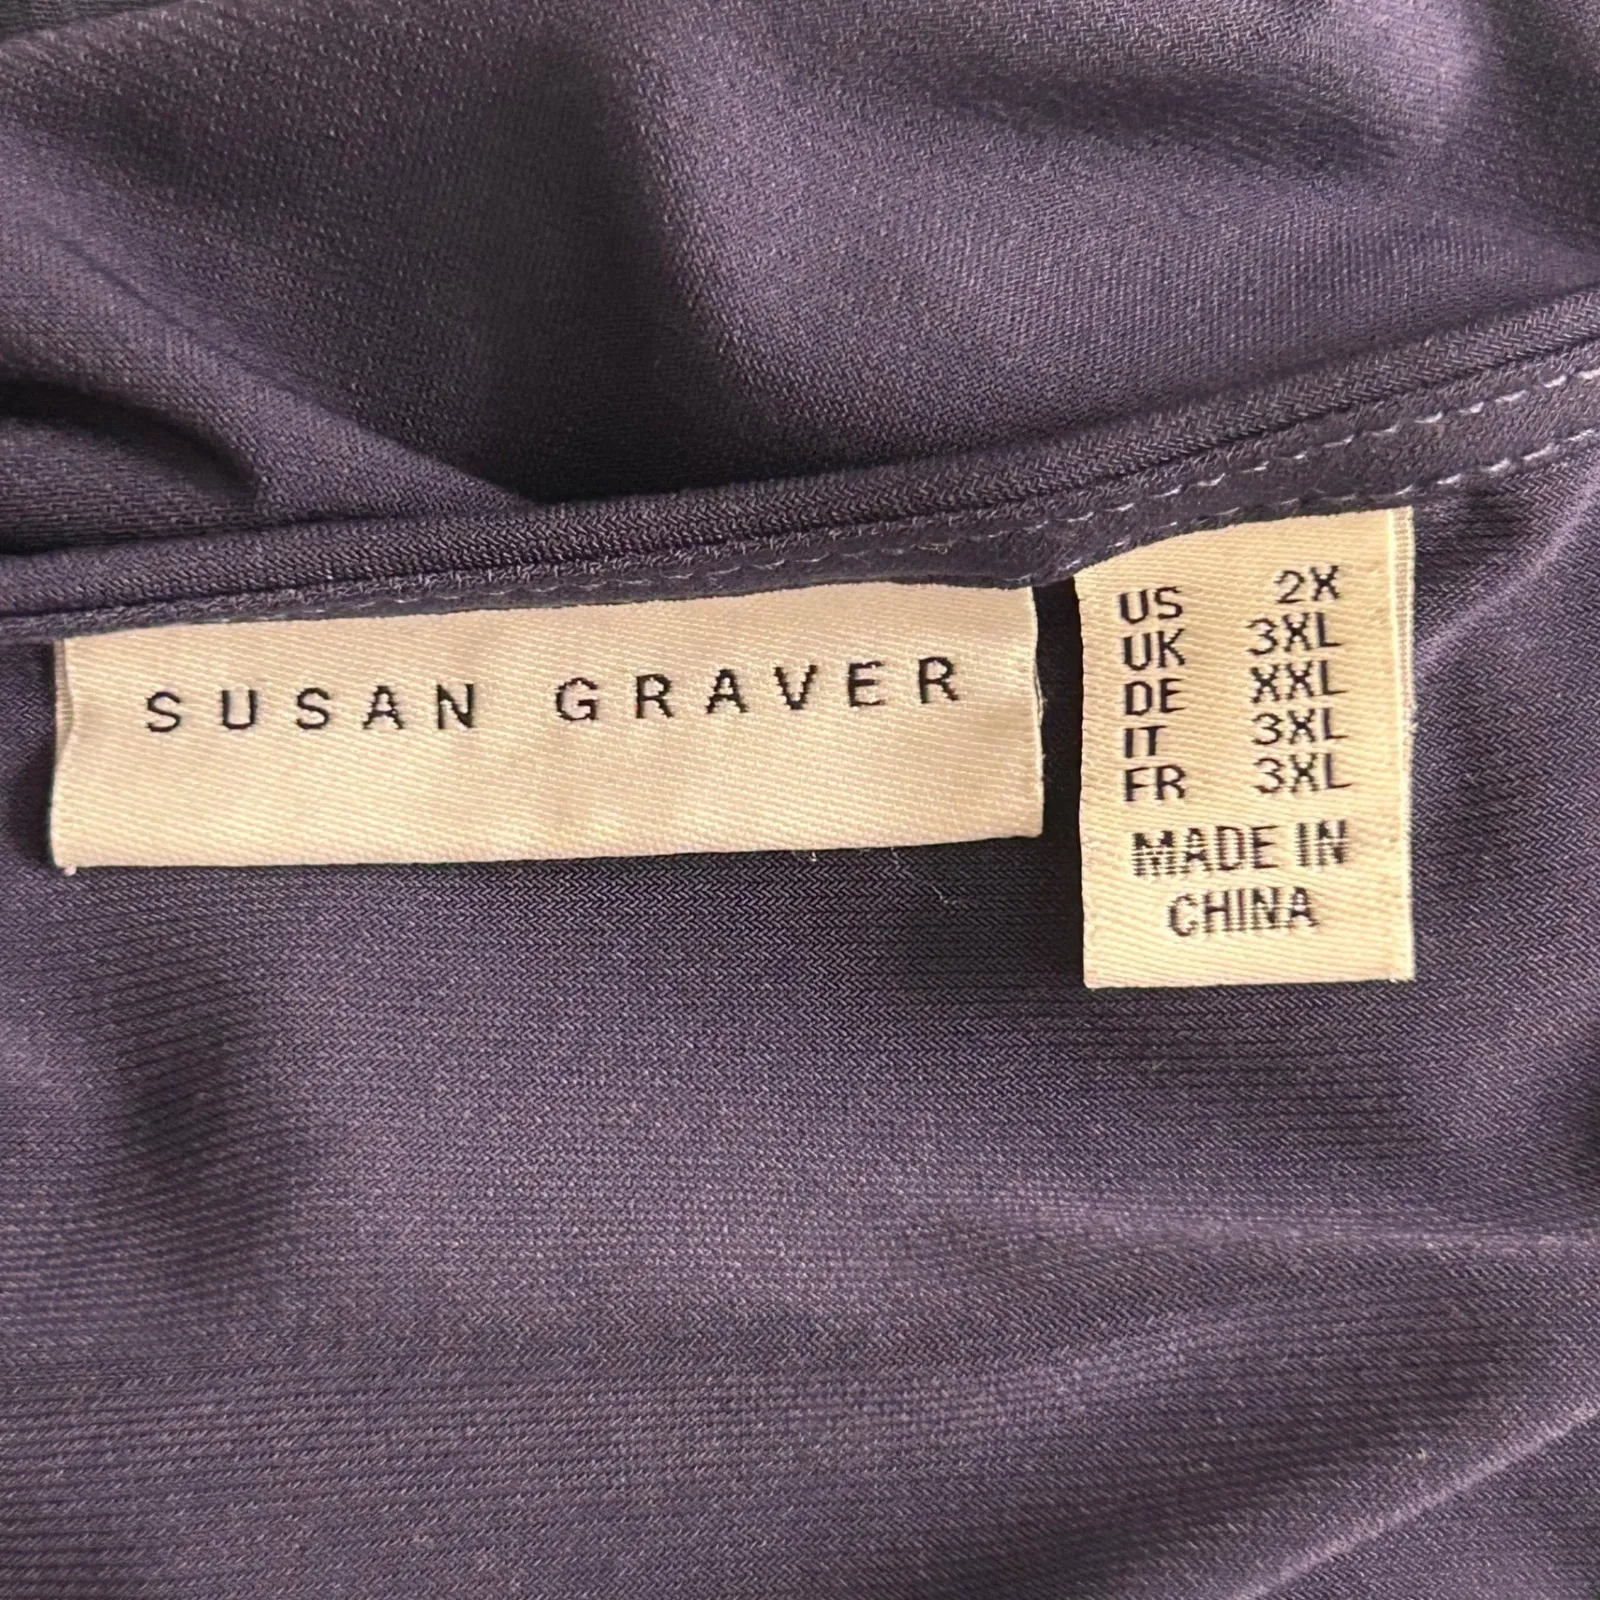 SUSAN GRAVER
US 2X
UK 3XL
DE XXL
IT 3XL
FR 3XL
MADE IN
CHINA